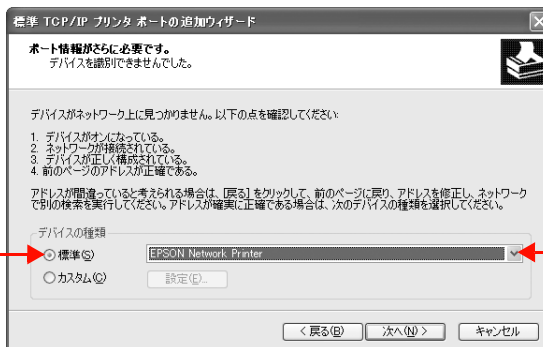 標準 TCP/IP プリンタ ポートの追加ウィザード
ポート情報がさらに必要です。
デバイスを識別できませんでした。
デバイスがネットワーク上に見つかりません。以下の点を確認してください:
1. デバイスがオンになっている。
2. ネットワークが接続されている。
3. デバイスが正しく構成されている。
4. 前のページのアドレスが正確である。
アドレスが間違っていると考えられる場合は、[戻る] をクリックして、前のページに戻り、アドレスを修正し、ネットワーク
で別の検索を実行してください。アドレスが確実に正確である場合は、次のデバイスの種類を選択してください。
デバイスの種類
標準(S)
EPSON Network Printer
カスタム(C)
設定(E)...
< 戻る(B)
次へ(N) >
キャンセル